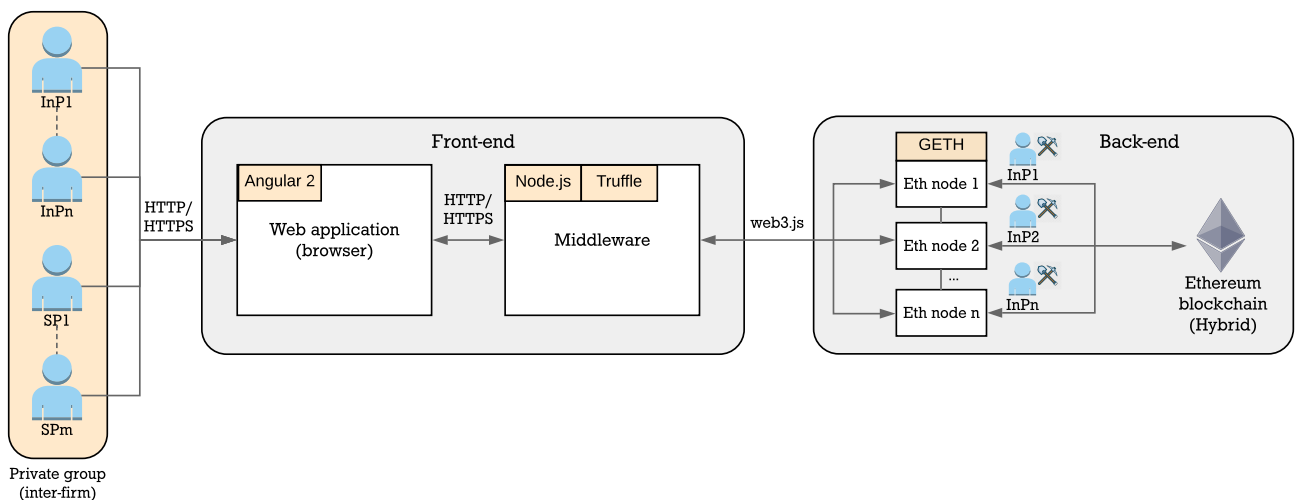 InP1
InPn
SP1
SPm
Private group
(inter-firm)
HTTP/
HTTPS
Front-end
Angular 2
Web application
(browser)
HTTP/
HTTPS
Node.js
Truffle
Middleware
web3.js
Back-end
GETH
Eth node 1
Eth node 2
...
Eth node n
InP1
InP2
InPn
Ethereum
blockchain
(Hybrid)